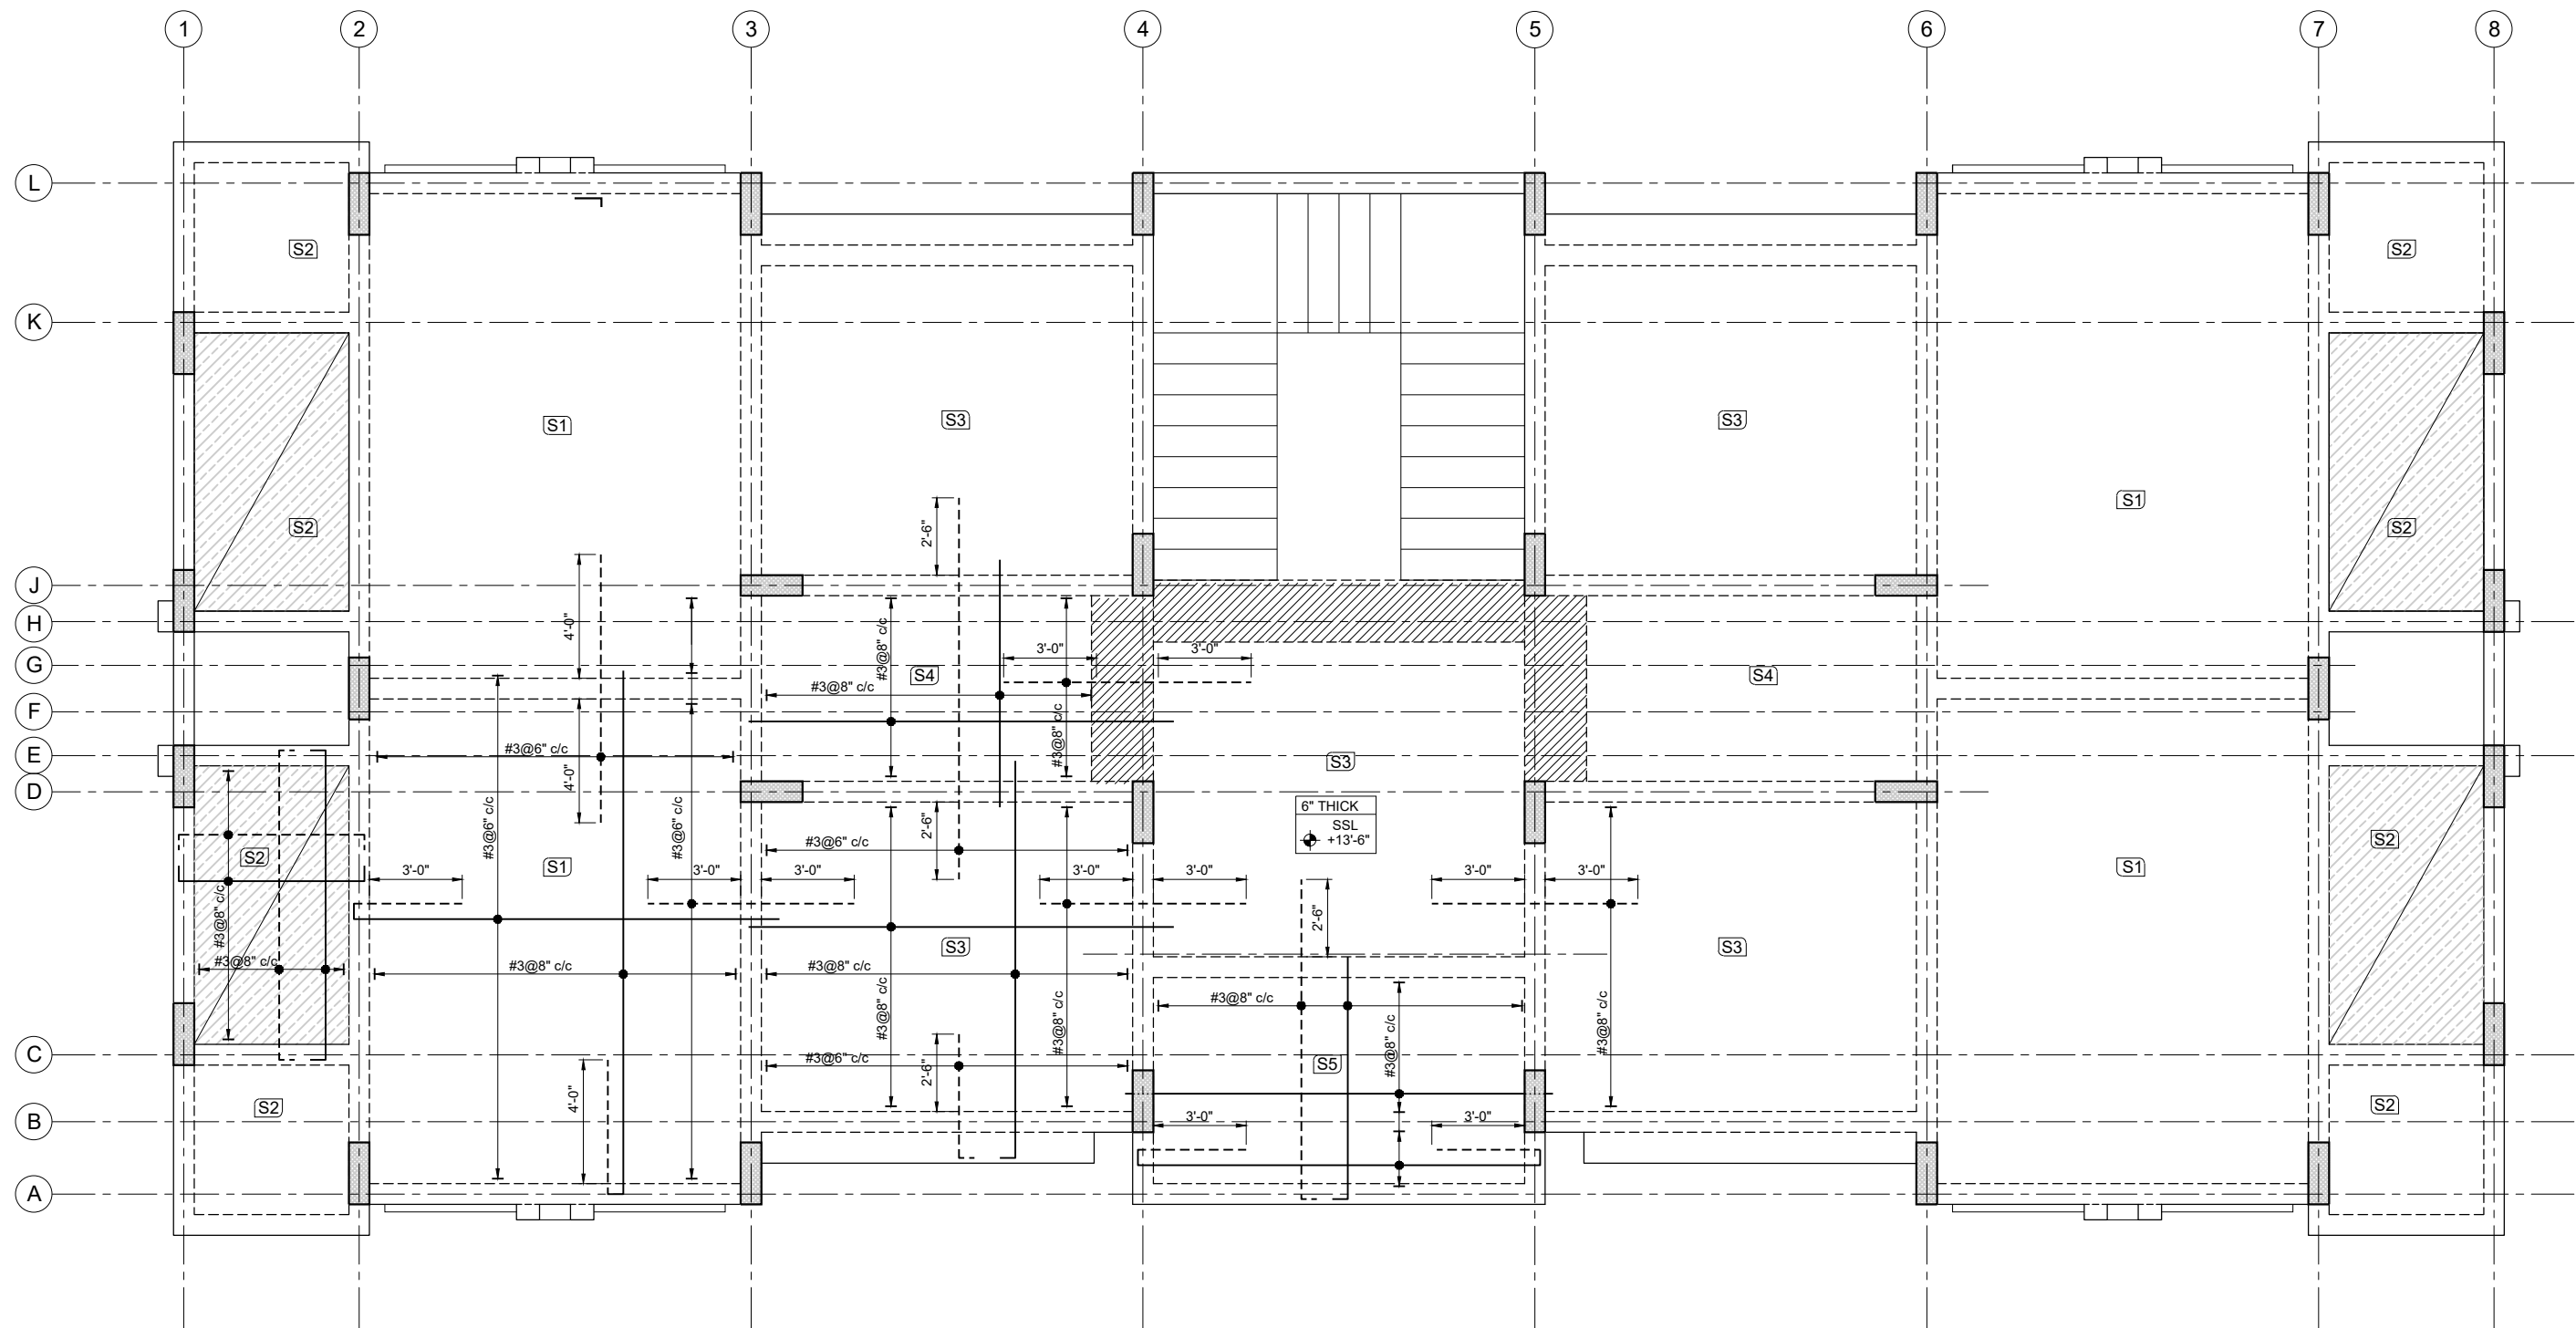 1 2 3 4 5 6 7 8
L
S2 S2
K
S3 S3
S1
S1
2'-6"
S2 S2
J
4'-0"
H
3'-0" 3'-0"
#3@8" c/c
G
S4 S4
#3@8" c/c
F
#3@8" c/c
#3@6" c/c
E
S3
4'-0"
D
6" THICK
SSL
+13'-6"
2'-6"
#3@6" c/c #3@6" c/c
#3@6" c/c
S2
S2
S1
S1
3'-0" 3'-0" 3'-0" 3'-0" 3'-0" 3'-0" 3'-0"
#3@8" c/c
2'-6"
S3 S3
#3@8" c/c #3@8" c/c #3@8" c/c
#3@8" c/c
#3@8" c/c #3@8" c/c #3@8" c/c
#3@8" c/c
C
#3@6" c/c
S5
2'-6"
4'-0"
S2
S2
B
3'-0" 3'-0"
A